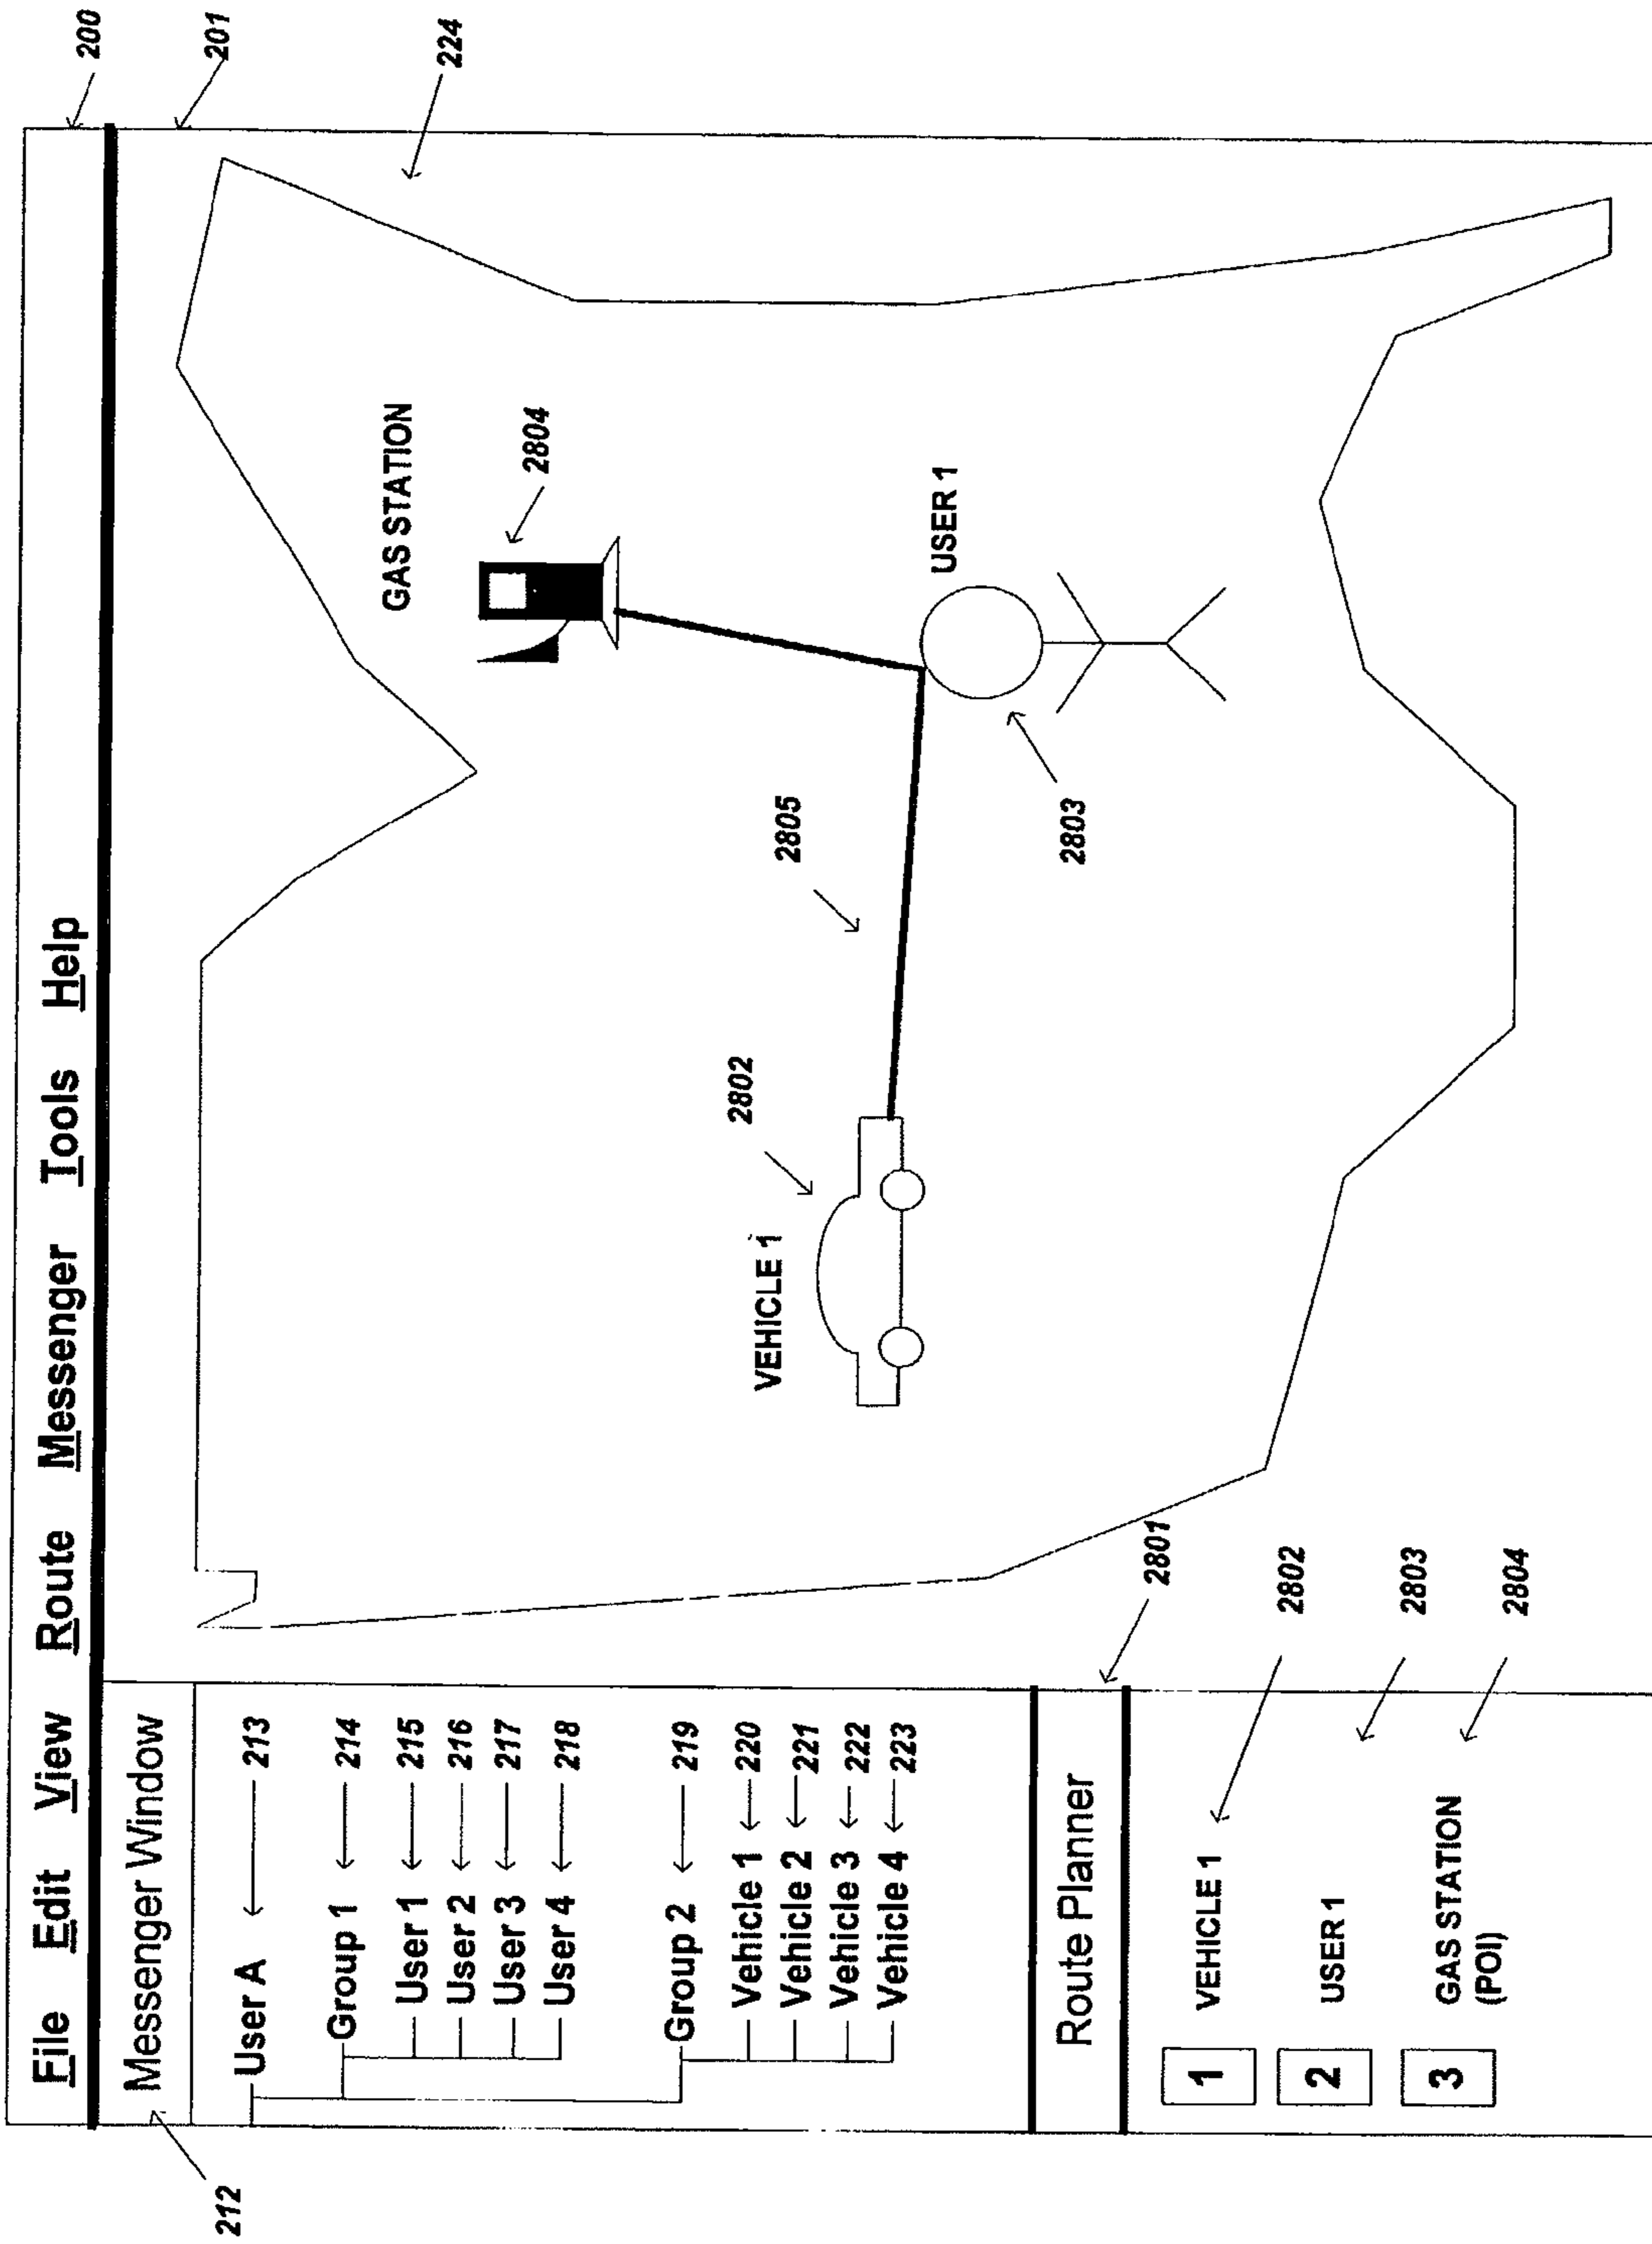 File Edit View Route Messenger Tools Help
200
201
212
Messenger Window
User A 213
Group 1 214
User 1 215
User 2 216
User 3 217
User 4 218
Group 2 219
Vehicle 1 220
Vehicle 2 221
Vehicle 3 222
Vehicle 4 223
Route Planner
2801
1 VEHICLE 1
2802
2 USER 1
2803
3 GAS STATION
(POI)
2804
224
GAS STATION
2804
VEHICLE 1
2802
2805
USER 1
2803